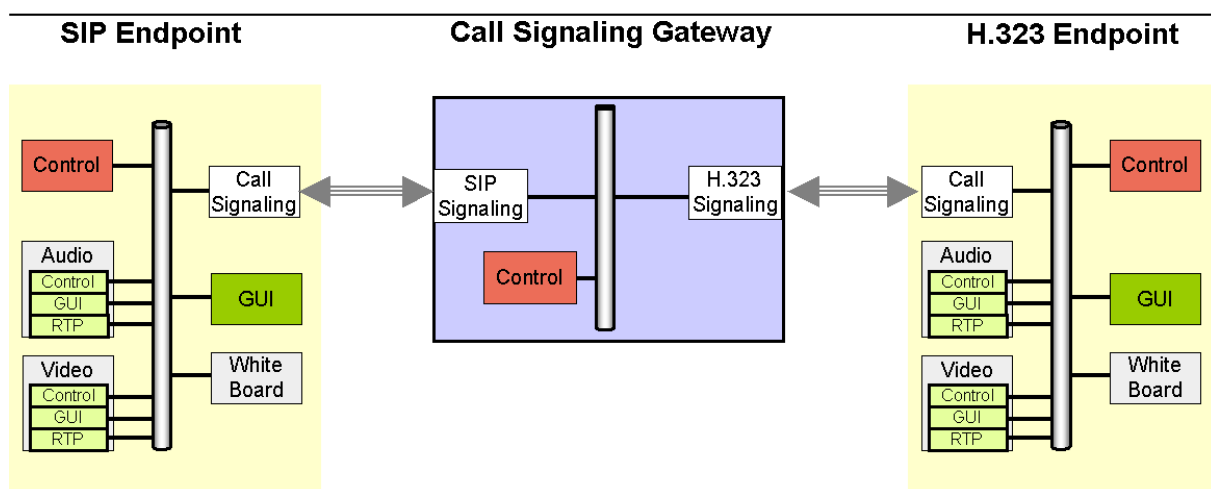 SIP Endpoint
Call Signaling Gateway
H.323 Endpoint
Control
Call
Signaling
Audio
Control
GUI
RTP
GUI
Video
Control
GUI
RTP
White
Board
SIP
Signaling
H.323
Signaling
Control
Call
Signaling
Control
Audio
Control
GUI
RTP
GUI
Video
Control
GUI
RTP
White
Board